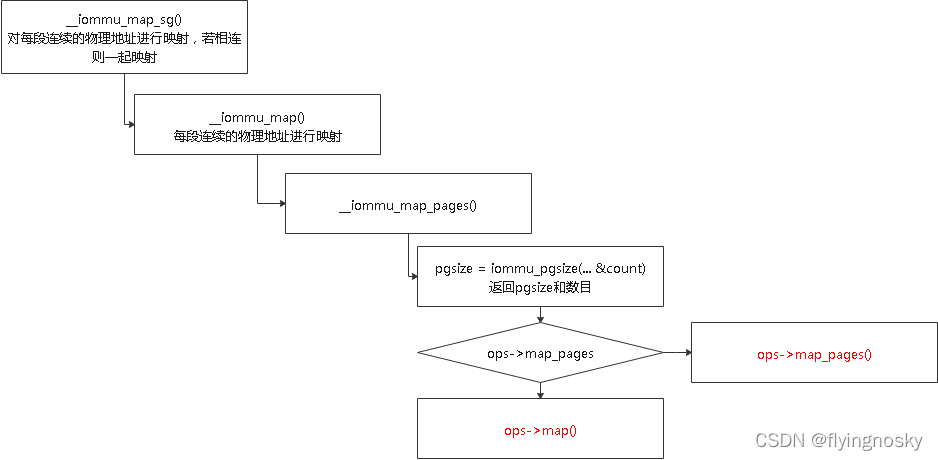 __iommu_map_sg()
对每段连续的物理地址进行映射，若相连
则一起映射
__iommu_map()
每段连续的物理地址进行映射
__iommu_map_pages()
pgsize = iommu_pgsize(... &count)
返回pgsize和数目
ops->map_pages
ops->map_pages()
ops->map()
CSDN @flyingnosky